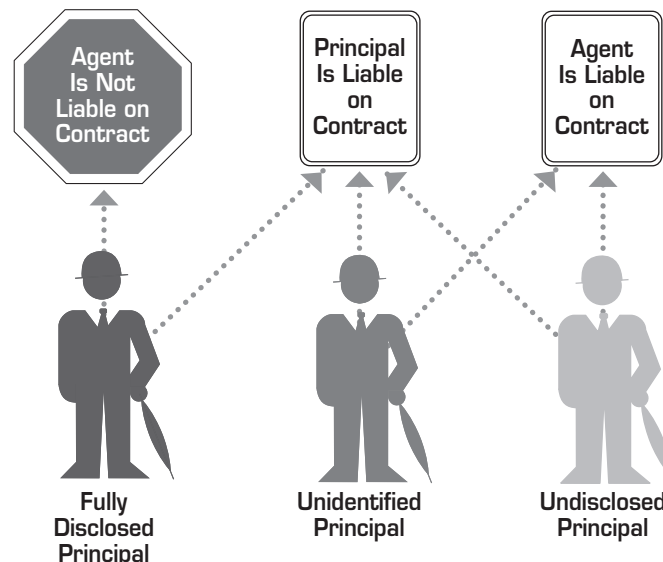 Agent
Is Not
Liable on
Contract
Principal
Is Liable
on
Contract
Agent
Is Liable
on
Contract
Fully
Disclosed
Principal
Unidentified
Principal
Undisclosed
Principal